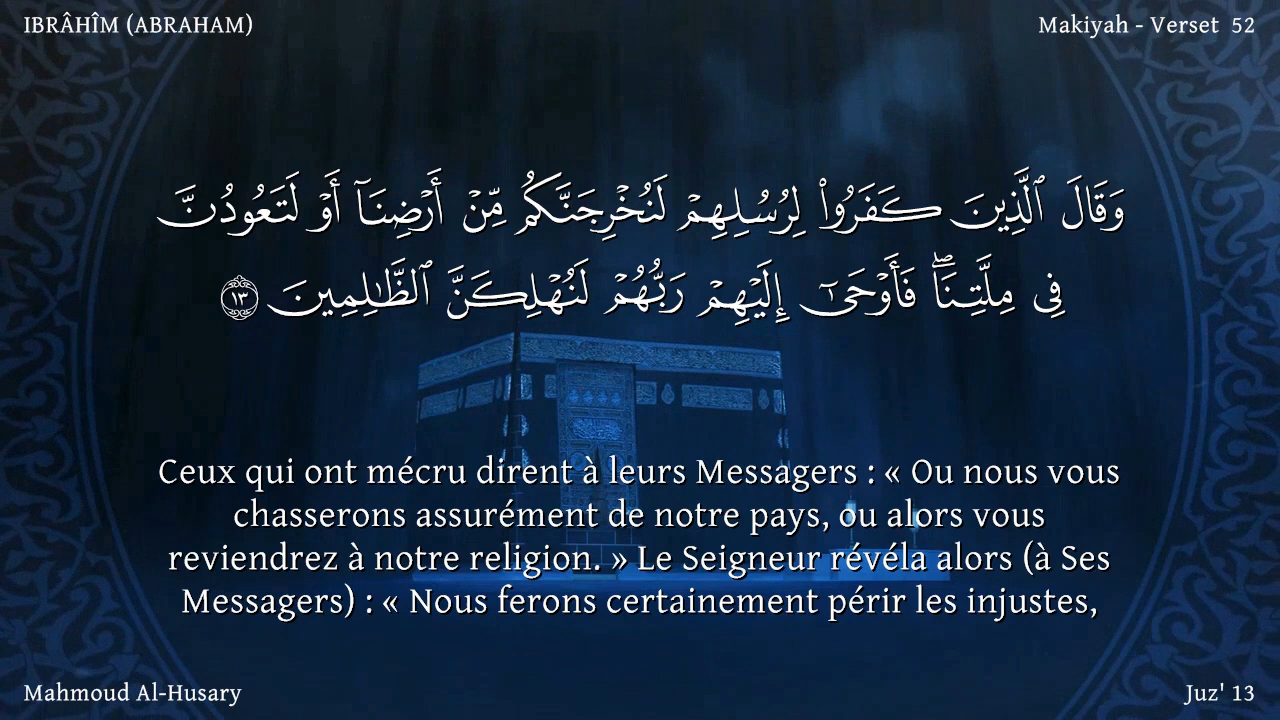 IBRÂHÎM (ABRAHAM)
Makiyah - Verset 52
وَقَالَ ٱلَّذِينَ كَفَرُوا۟ لِرُسُلِهِمْ لَنُخْرِجَنَّكُم مِّنْ أَرْضِنَآ أَوْ لَتَعُودُنَّ
فِى مِلَّتِنَا ۖ فَأَوْحَىٰٓ إِلَيْهِمْ رَبُّهُمْ لَنُهْلِكَنَّ ٱلظَّـٰلِمِينَ ١٣
Ceux qui ont mécru dirent à leurs Messagers : « Ou nous vous
chasserons assurément de notre pays, ou alors vous
reviendrez à notre religion. » Le Seigneur révéla alors (à Ses
Messagers) : « Nous ferons certainement périr les injustes,
Mahmoud Al-Husary
Juz' 13